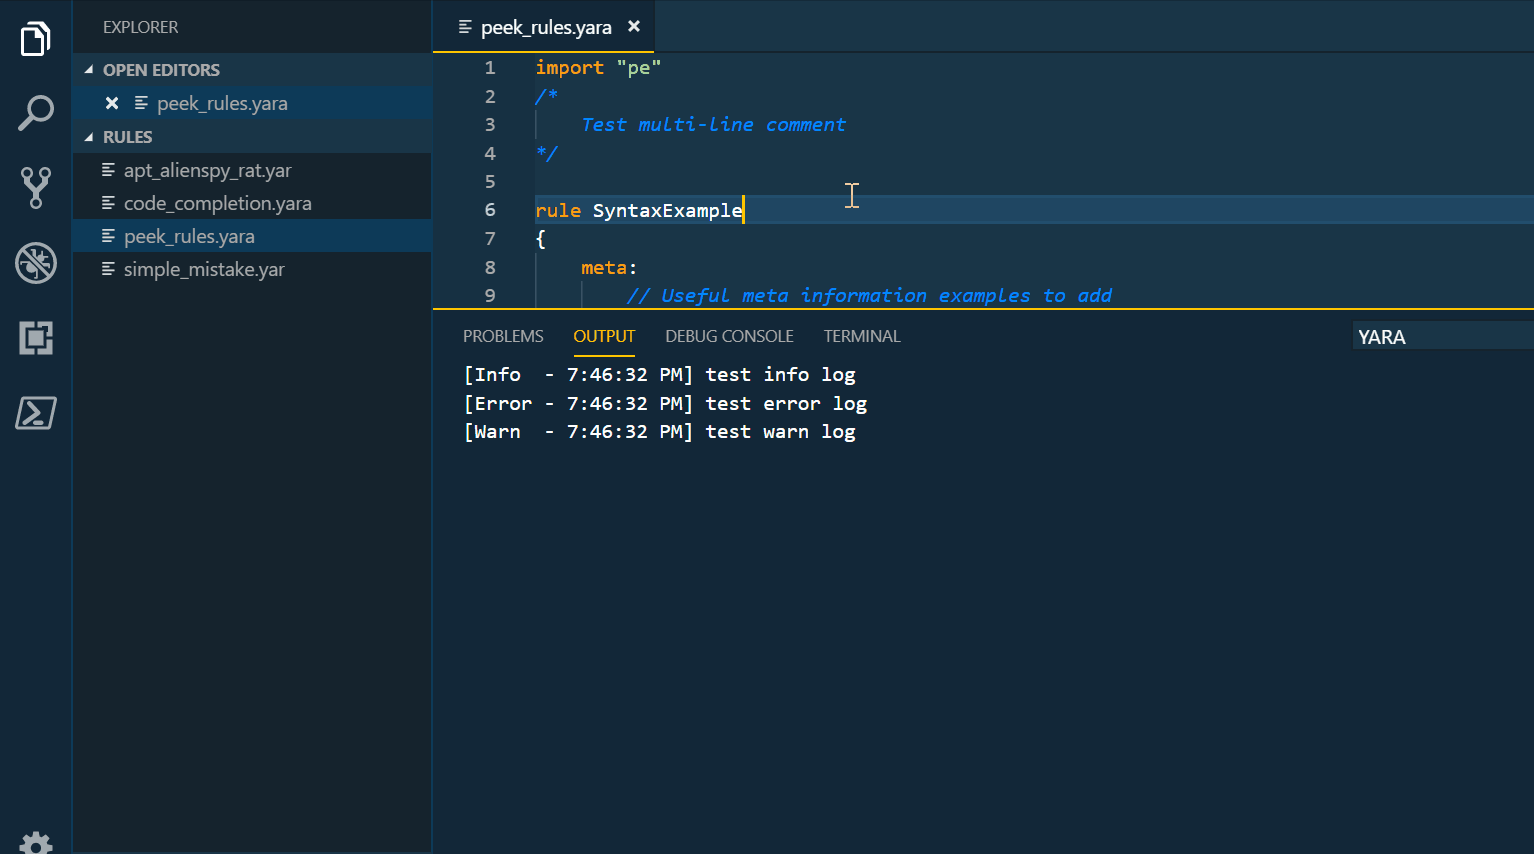 EXPLORER
OPEN EDITORS
peek_rules.yara
RULES
apt_alienspy_rat.yar
code_completion.yara
peek_rules.yara
simple_mistake.yar
peek_rules.yara
1 import "pe"
2 /*
3 Test multi-line comment
4 */
5
6 rule SyntaxExample
7 {
8 meta:
9 // Useful meta information examples to add
PROBLEMS OUTPUT DEBUG CONSOLE TERMINAL YARA
[Info  - 7:46:32 PM] test info log
[Error - 7:46:32 PM] test error log
[Warn  - 7:46:32 PM] test warn log